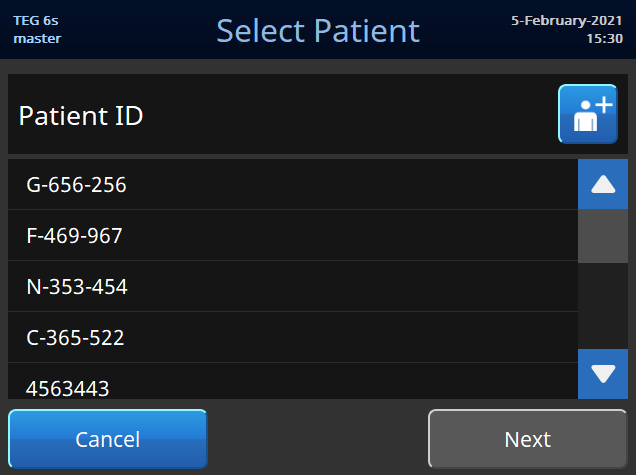 TEG 6s
master
Select Patient
5-February-2021
15:30
Patient ID
G-656-256
F-469-967
N-353-454
C-365-522
4563443
Cancel
Next